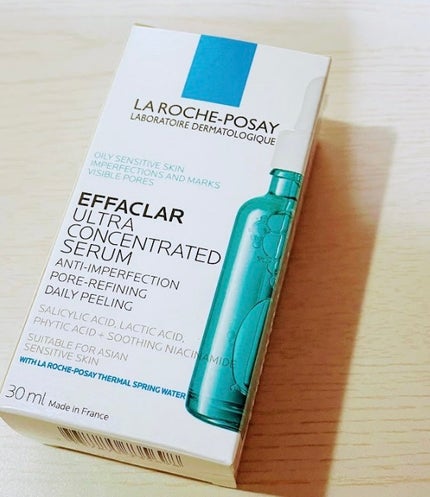 LA ROCHE-POSAY
LABORATOIRE DERMATOLOGIQUE
OILY SENSITIVE SKIN
IMPERFECTIONS AND MARKS
VISIBLE PORES
EFFACLAR
ULTRA
CONCENTRATED
SERUM
ANTI-IMPERFECTION
PORE-REFINING
DAILY PEELING
SALICYLIC ACID, LACTIC ACID,
PHYTIC ACID + SOOTHING NIACINAMIDE
SUITABLE FOR ASIAN
SENSITIVE SKIN
WITH LA ROCHE-POSAY THERMAL SPRING WATER
30 ml Made in France